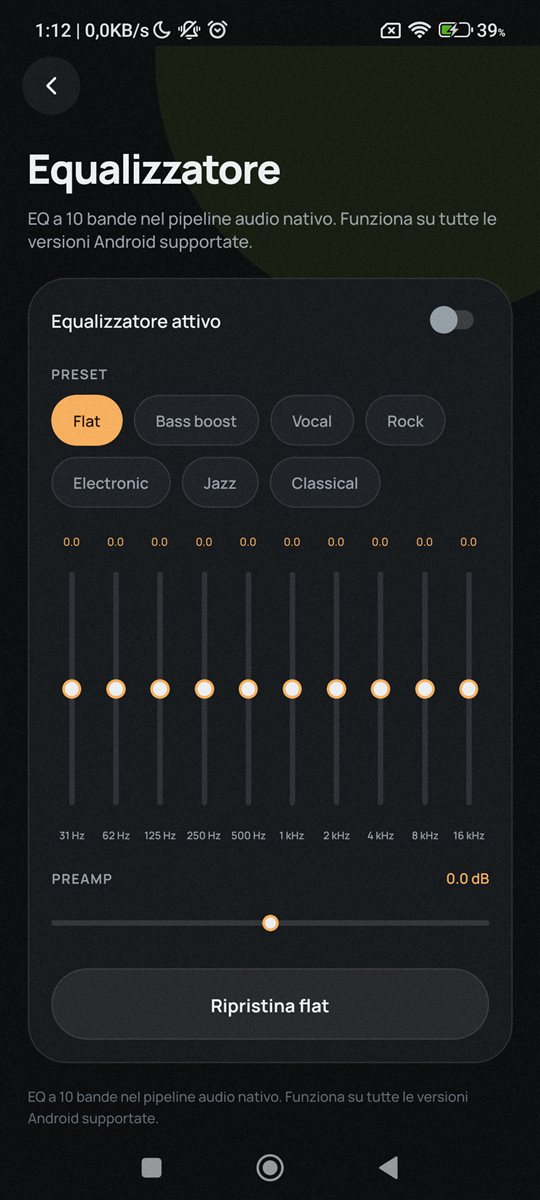 1:12 | 0,0KB/s 39%
Equalizzatore
EQ a 10 bande nel pipeline audio nativo. Funziona su tutte le
versioni Android supportate.
Equalizzatore attivo
PRESET
Flat Bass boost Vocal Rock
Electronic Jazz Classical
0.0 0.0 0.0 0.0 0.0 0.0 0.0 0.0 0.0 0.0
31 Hz 62 Hz 125 Hz 250 Hz 500 Hz 1 kHz 2 kHz 4 kHz 8 kHz 16 kHz
PREAMP 0.0 dB
Ripristina flat
EQ a 10 bande nel pipeline audio nativo. Funziona su tutte le versioni
Android supportate.